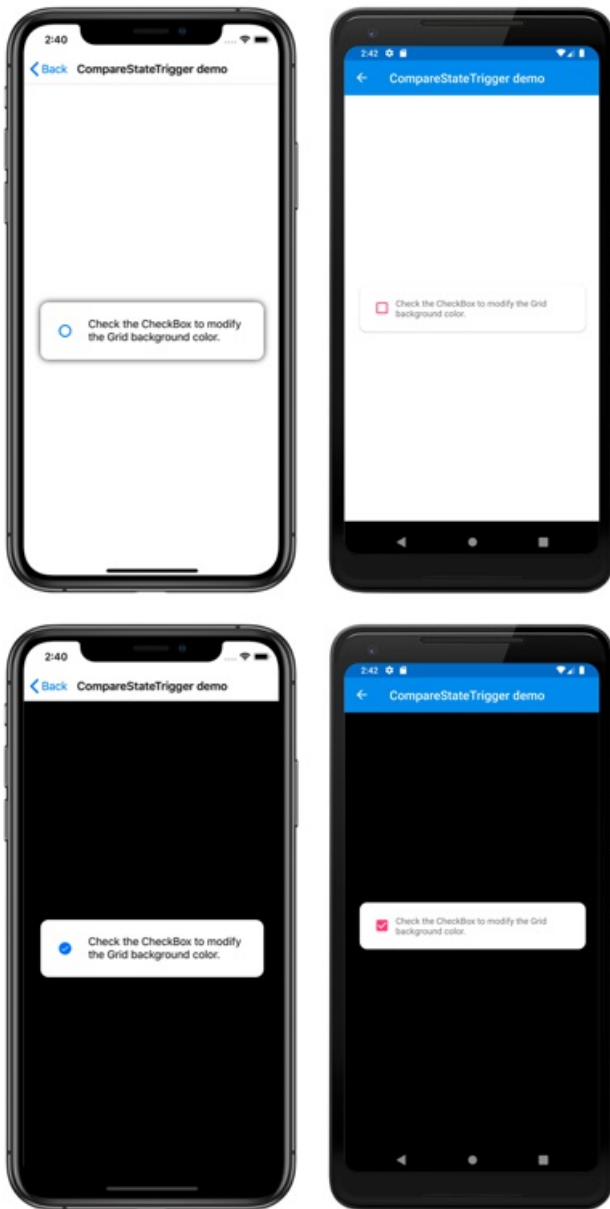 2:40
Back CompareStateTrigger demo
Check the CheckBox to modify
the Grid background color.
2:42
CompareStateTrigger demo
Check the CheckBox to modify the Grid
background color.
2:40
Back CompareStateTrigger demo
Check the CheckBox to modify
the Grid background color.
2:42
CompareStateTrigger demo
Check the CheckBox to modify the Grid
background color.